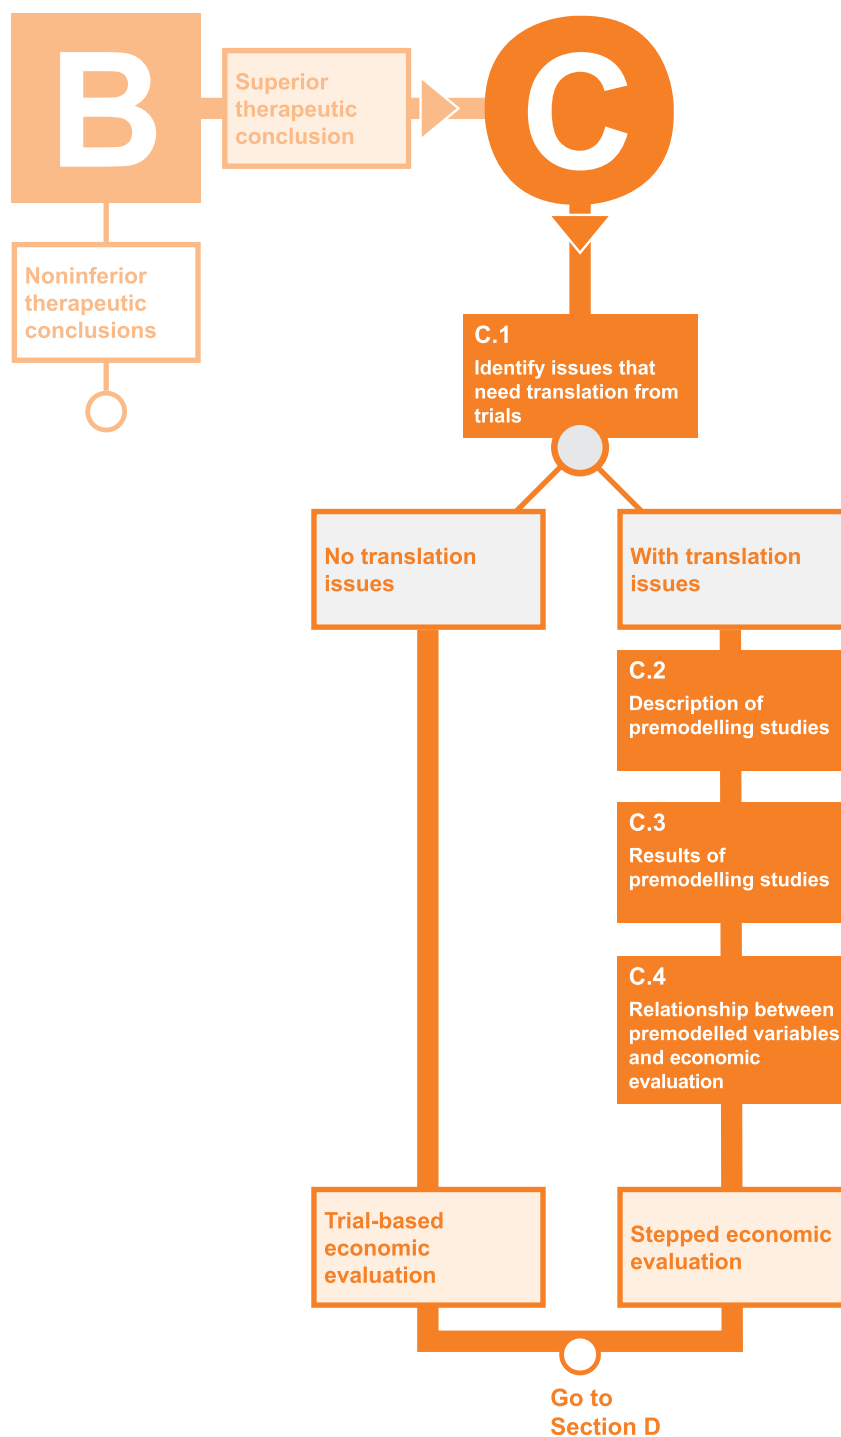 B
Superior
therapeutic
conclusion
C
Noninferior
therapeutic
conclusions
C.1
Identify issues that
need translation from
trials
No translation
issues
With translation
issues
C.2
Description of
premodelling studies
C.3
Results of
premodelling studies
C.4
Relationship between
premodelled variables
and economic
evaluation
Trial-based
economic
evaluation
Stepped economic
evaluation
Go to
Section D